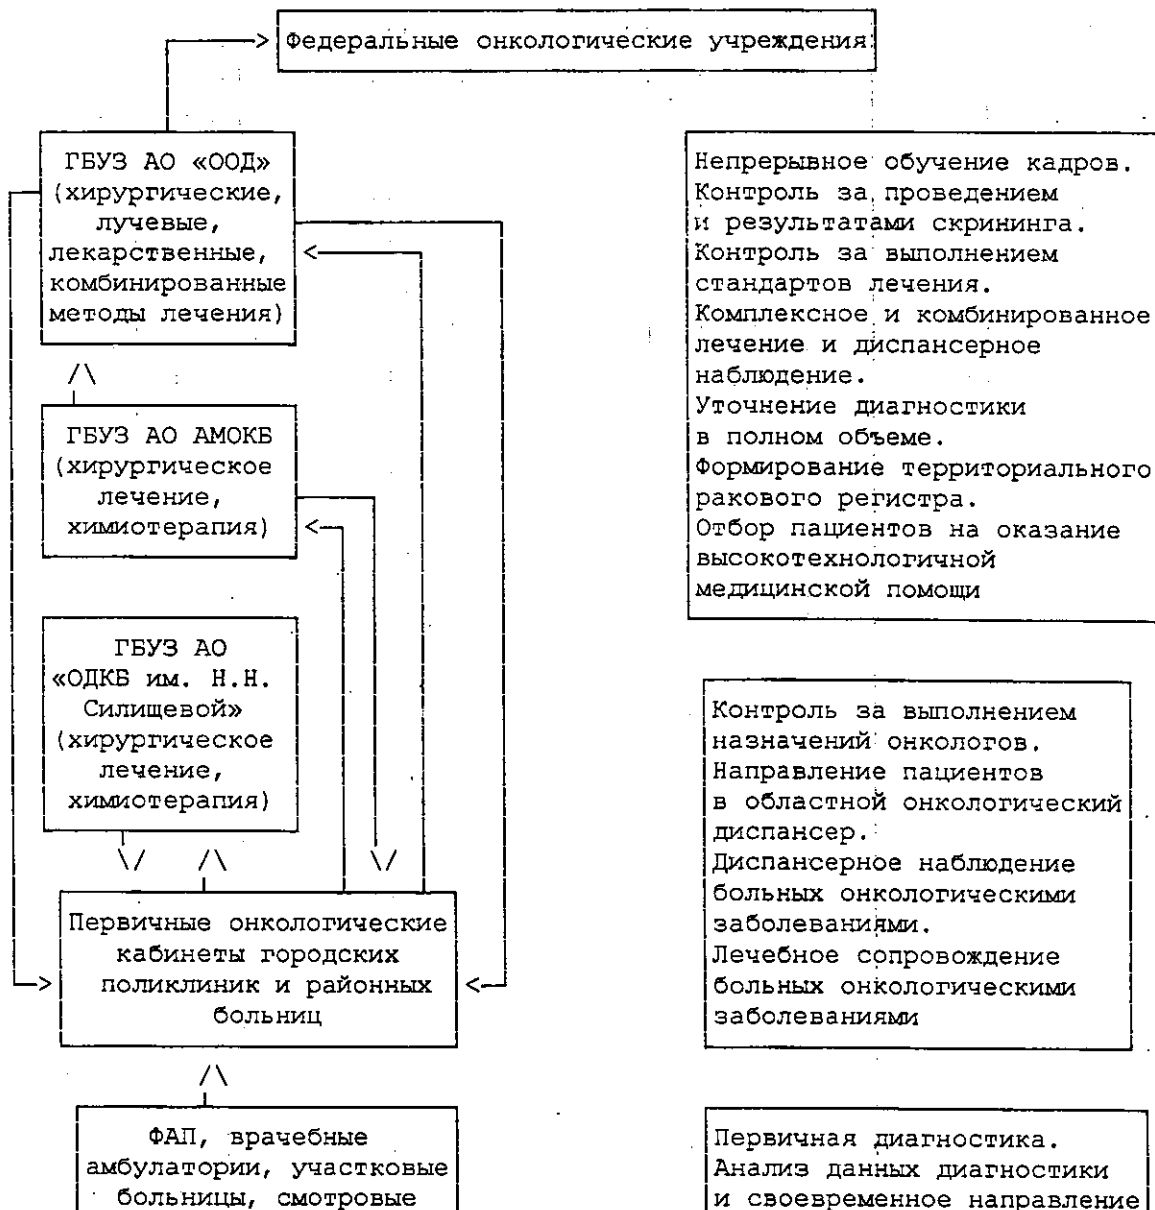 Федеральные онкологические учреждения
ГБУЗ АО «ООД»
(хирургические,
лучевые,
лекарственные,
комбинированные
методы лечения)
Непрерывное обучение кадров.
Контроль за проведением
и результатами скрининга.
Контроль за выполнением
стандартов лечения.
Комплексное и комбинированное
лечение и диспансерное
наблюдение.
Уточнение диагностики
в полном объеме.
Формирование территориального
ракового регистра.
Отбор пациентов на оказание
высокотехнологичной
медицинской помощи
ГБУЗ АО АМОКБ
(хирургическое
лечение,
химиотерапия)
ГБУЗ АО
«ОДКБ им. Н.Н.
Силищевой»
(хирургическое
лечение,
химиотерапия)
Контроль за выполнением
назначений онкологов.
Направление пациентов
в областной онкологический
диспансер.
Диспансерное наблюдение
больных онкологическими
заболеваниями.
Лечебное сопровождение
больных онкологическими
заболеваниями
Первичные онкологические
кабинеты городских
поликлиник и районных
больниц
ФАП, врачебные
амбулатории, участковые
больницы, смотровые
Первичная диагностика.
Анализ данных диагностики
и своевременное направление